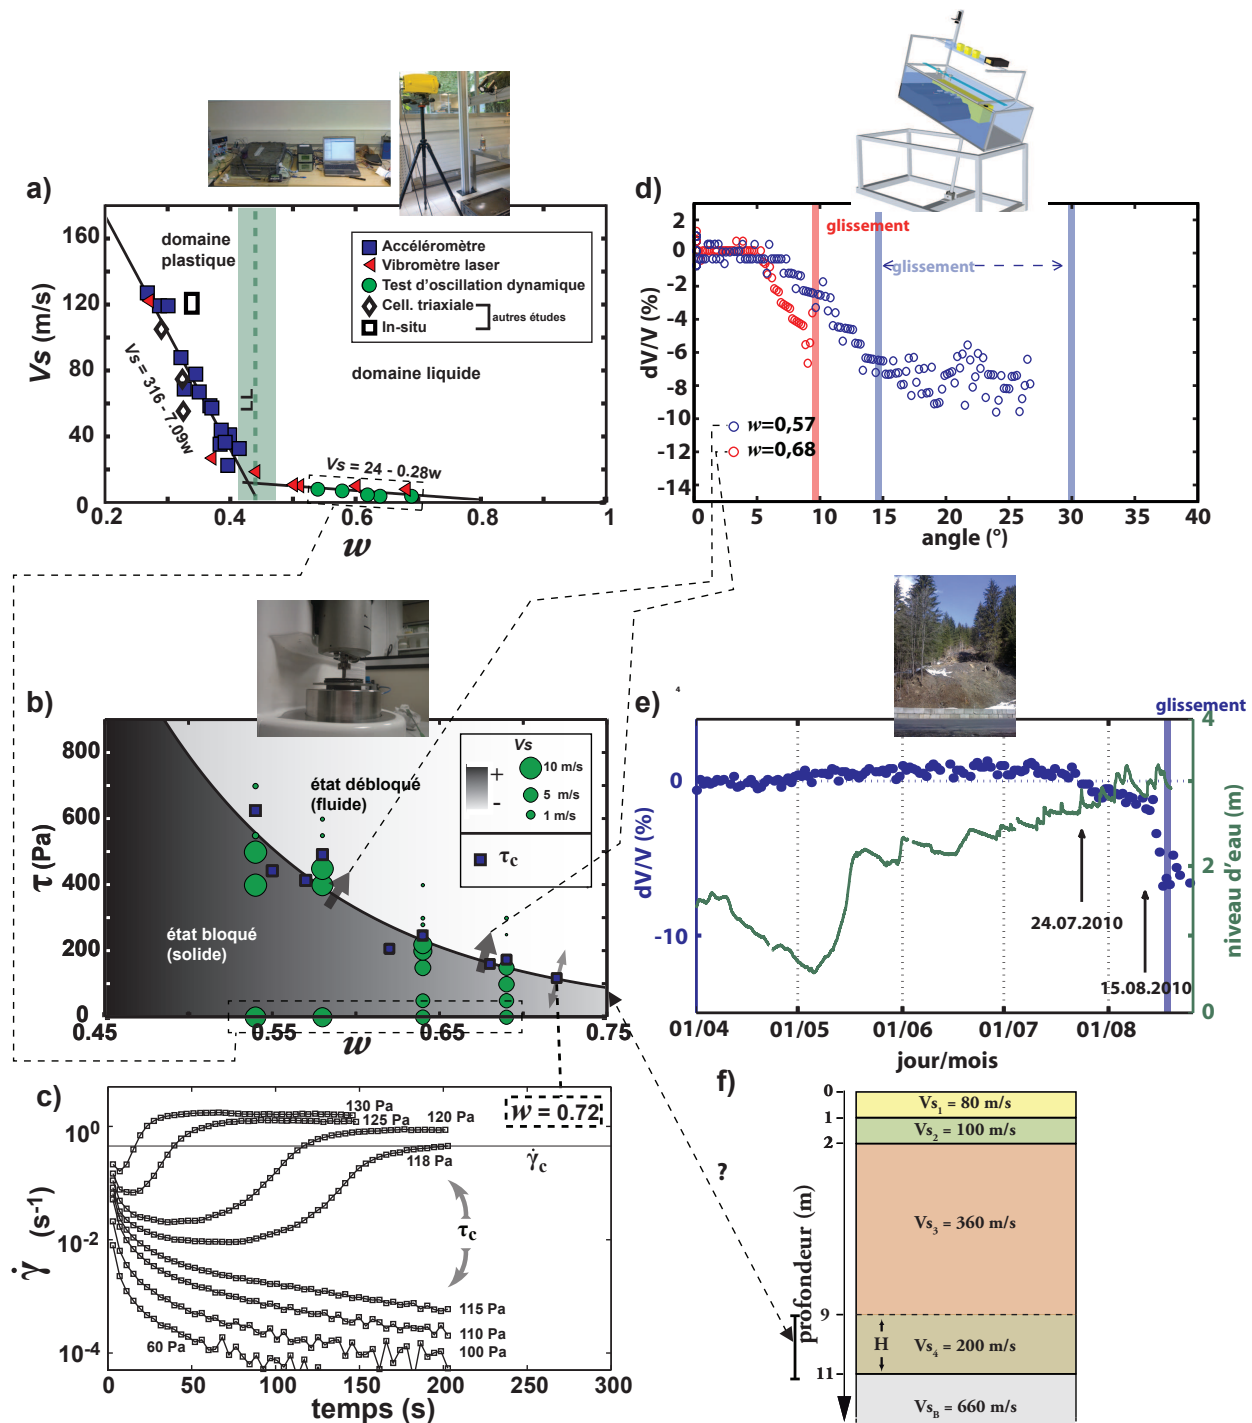 a)
160
120
80
40
0
Vs (m/s)
domaine
plastique
LL
Vs = 316 - 7.09w
Accéléromètre
Vibromètre laser
Test d'oscillation dynamique
Cell. triaxiale
In-situ
autres études
domaine liquide
Vs = 24 - 0.28w
0.2
0.4
0.6
0.8
1
w
d)
2
0
-2
-4
-6
-8
-10
-12
-14
dV/V (%)
glissement
glissement
w=0,57
w=0,68
0
5
10
15
20
25
30
35
40
angle (°)
b)
800
600
400
200
0
τ (Pa)
état débloqué
(fluide)
état bloqué
(solide)
Vs
+
-
10 m/s
5 m/s
1 m/s
τc
0.45
0.55
0.65
0.75
w
4
e)
glissement
0
-10
dV/V (%)
4
2
0
niveau d'eau (m)
24.07.2010
15.08.2010
01/04
01/05
01/06
01/07
01/08
jour/mois
c)
10⁰
10⁻²
10⁻⁴
γ̇ (s⁻¹)
130 Pa
125 Pa
120 Pa
118 Pa
w = 0.72
γ̇c
τc
115 Pa
110 Pa
100 Pa
60 Pa
0
50
100
150
200
250
300
temps (s)
?
f)
0
1
2
9
11
profondeur (m)
Vs₁ = 80 m/s
Vs₂ = 100 m/s
Vs₃ = 360 m/s
H
Vs₄ = 200 m/s
Vs_B = 660 m/s